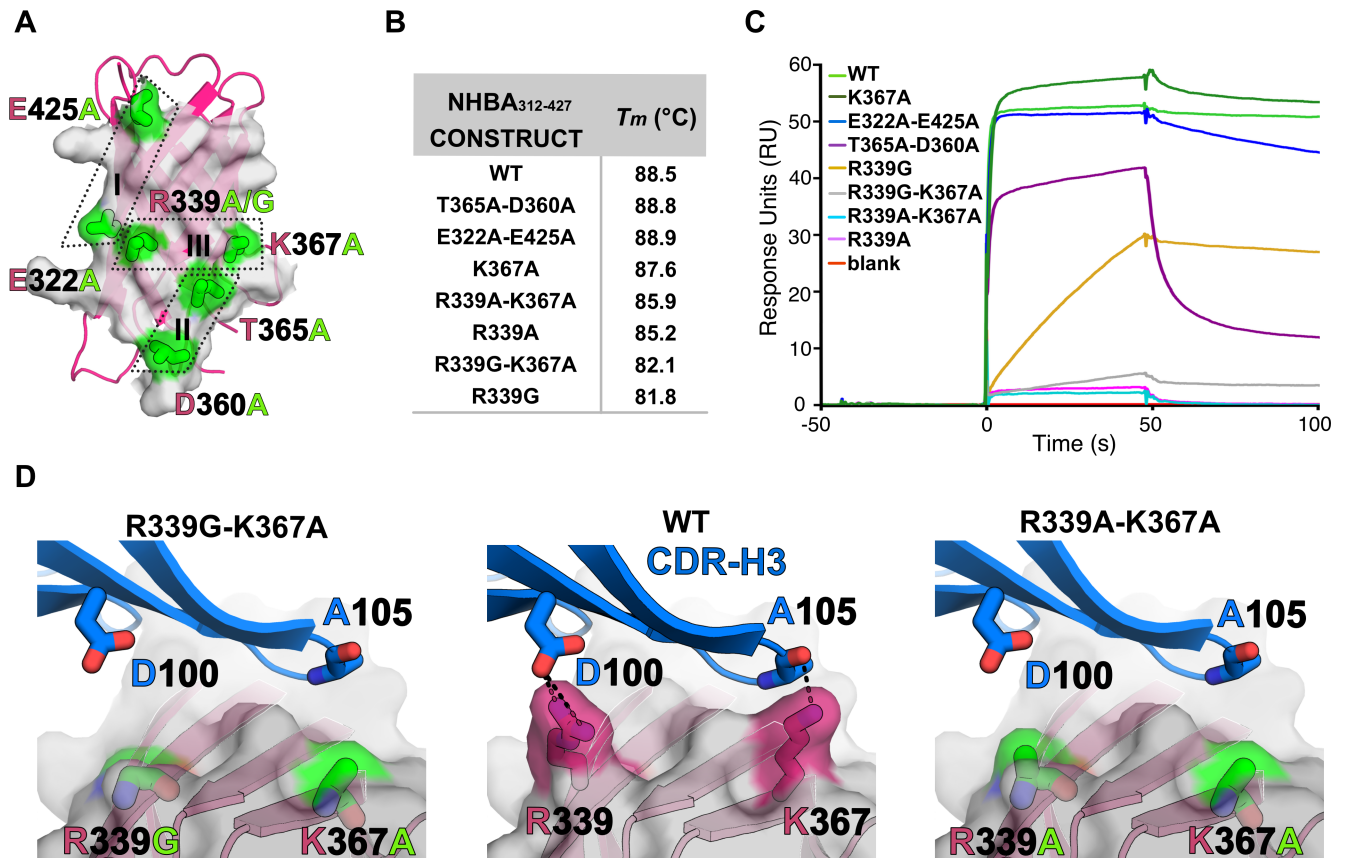 A
E425A
I
R339A/G
III
K367A
E322A
T365A
II
D360A
B
NHBA312-427
CONSTRUCT
Tm (°C)
WT 88.5
T365A-D360A 88.8
E322A-E425A 88.9
K367A 87.6
R339A-K367A 85.9
R339A 85.2
R339G-K367A 82.1
R339G 81.8
C
Response Units (RU)
60
50
40
30
20
10
0
WT
K367A
E322A-E425A
T365A-D360A
R339G
R339G-K367A
R339A-K367A
R339A
blank
-50 0 50 100
Time (s)
D
R339G-K367A
A105
D100
R339G
K367A
WT
CDR-H3
A105
D100
R339
K367
R339A-K367A
A105
D100
R339A
K367A